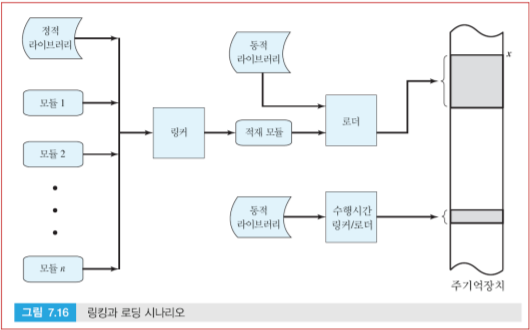 정적
라이브러리
모듈 1
모듈 2
모듈 n
링커
적재 모듈
동적
라이브러리
로더
동적
라이브러리
수행시간
링커/로더
x
주기억장치
그림 7.16 링킹과 로딩 시나리오